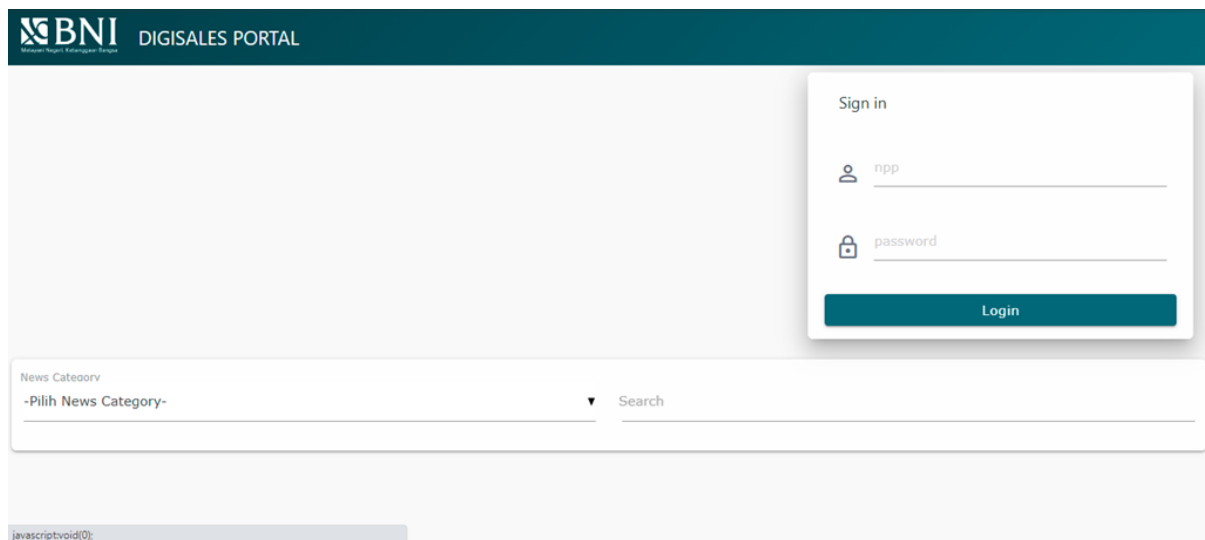 BNI
Melayani Negeri, Kebanggaan Bangsa
DIGISALES PORTAL
Sign in
npp
password
Login
News Category
-Pilih News Category-
Search
javascript:void(0);